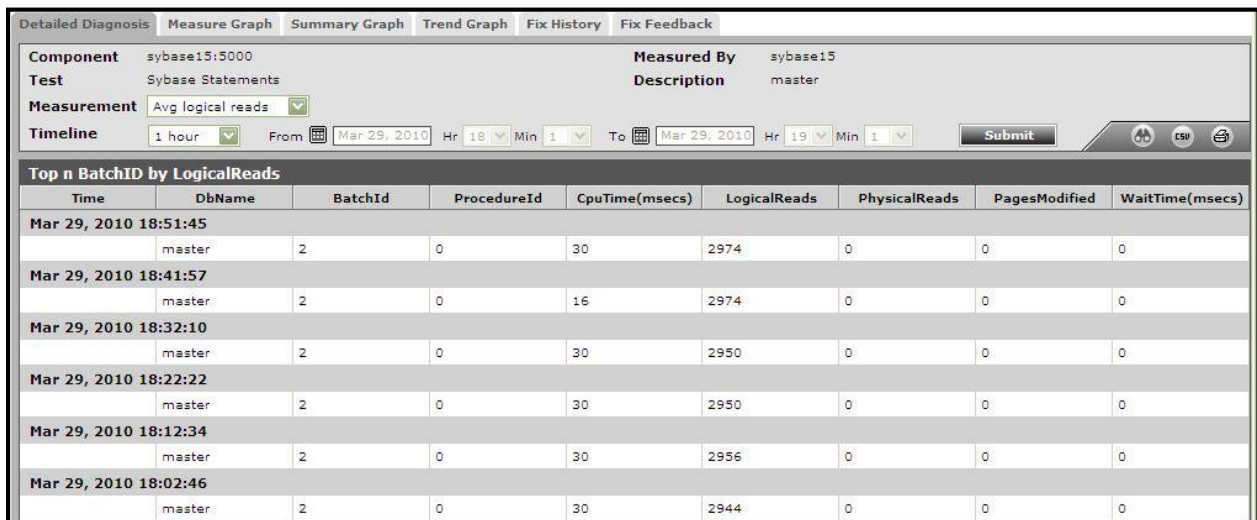 Detailed Diagnosis Measure Graph Summary Graph Trend Graph Fix History Fix Feedback
Component sybase15:5000 Measured By sybase15
Test Sybase Statements Description master
Measurement Avg logical reads
Timeline 1 hour From Mar 29, 2010 Hr 18 Min 1 To Mar 29, 2010 Hr 19 Min 1 Submit CSV
Top n BatchID by LogicalReads
Time DbName BatchId ProcedureId CpuTime(msecs) LogicalReads PhysicalReads PagesModified WaitTime(msecs)
Mar 29, 2010 18:51:45
master 2 0 30 2974 0 0 0
Mar 29, 2010 18:41:57
master 2 0 16 2974 0 0 0
Mar 29, 2010 18:32:10
master 2 0 30 2950 0 0 0
Mar 29, 2010 18:22:22
master 2 0 30 2950 0 0 0
Mar 29, 2010 18:12:34
master 2 0 30 2956 0 0 0
Mar 29, 2010 18:02:46
master 2 0 30 2944 0 0 0